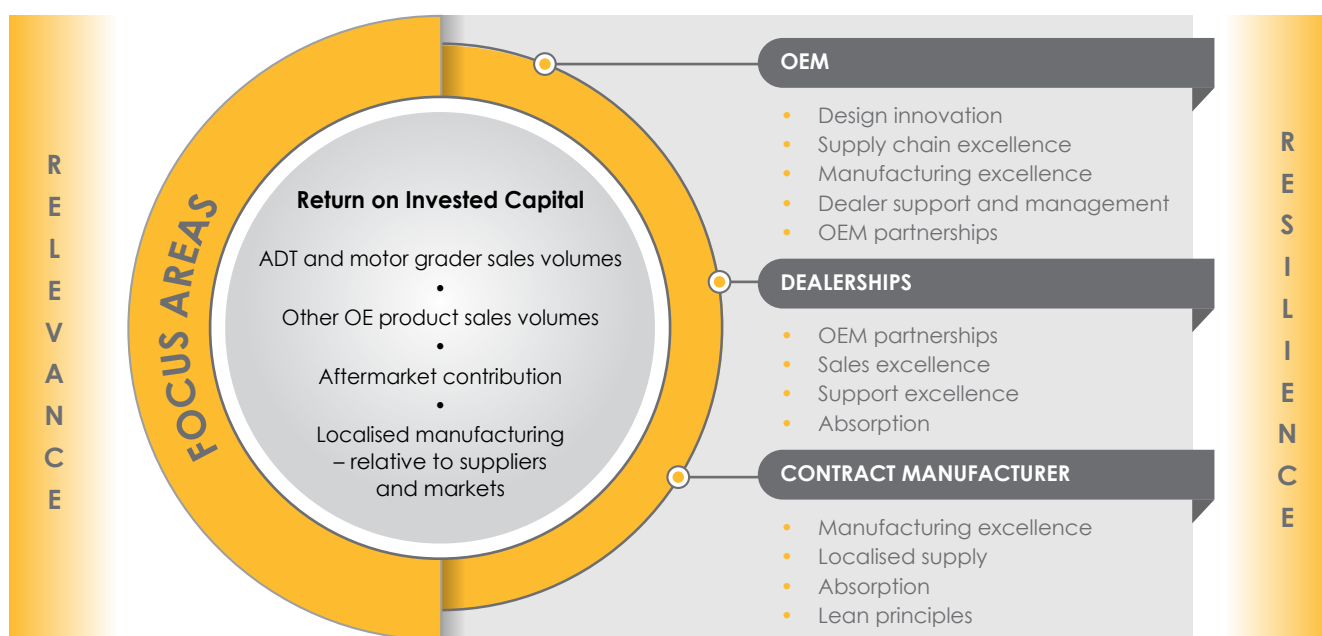 RELEVANCE
FOCUS AREAS
Return on Invested Capital
ADT and motor grader sales volumes
•
Other OE product sales volumes
•
Aftermarket contribution
•
Localised manufacturing
– relative to suppliers
and markets
OEM
• Design innovation
• Supply chain excellence
• Manufacturing excellence
• Dealer support and management
• OEM partnerships
DEALERSHIPS
• OEM partnerships
• Sales excellence
• Support excellence
• Absorption
CONTRACT MANUFACTURER
• Manufacturing excellence
• Localised supply
• Absorption
• Lean principles
RESILIENCE